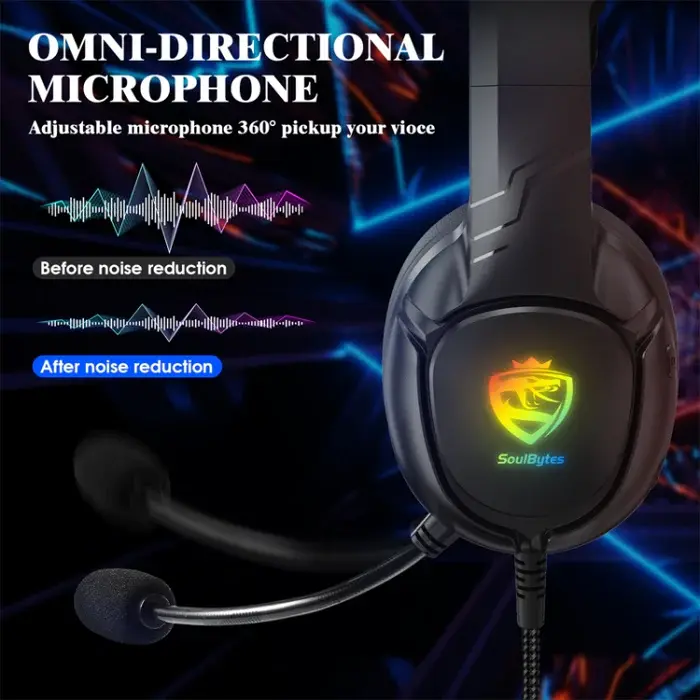 OMNI-DIRECTIONAL
MICROPHONE
Adjustable microphone 360° pickup your vioce
Before noise reduction
After noise reduction
SoulBytes